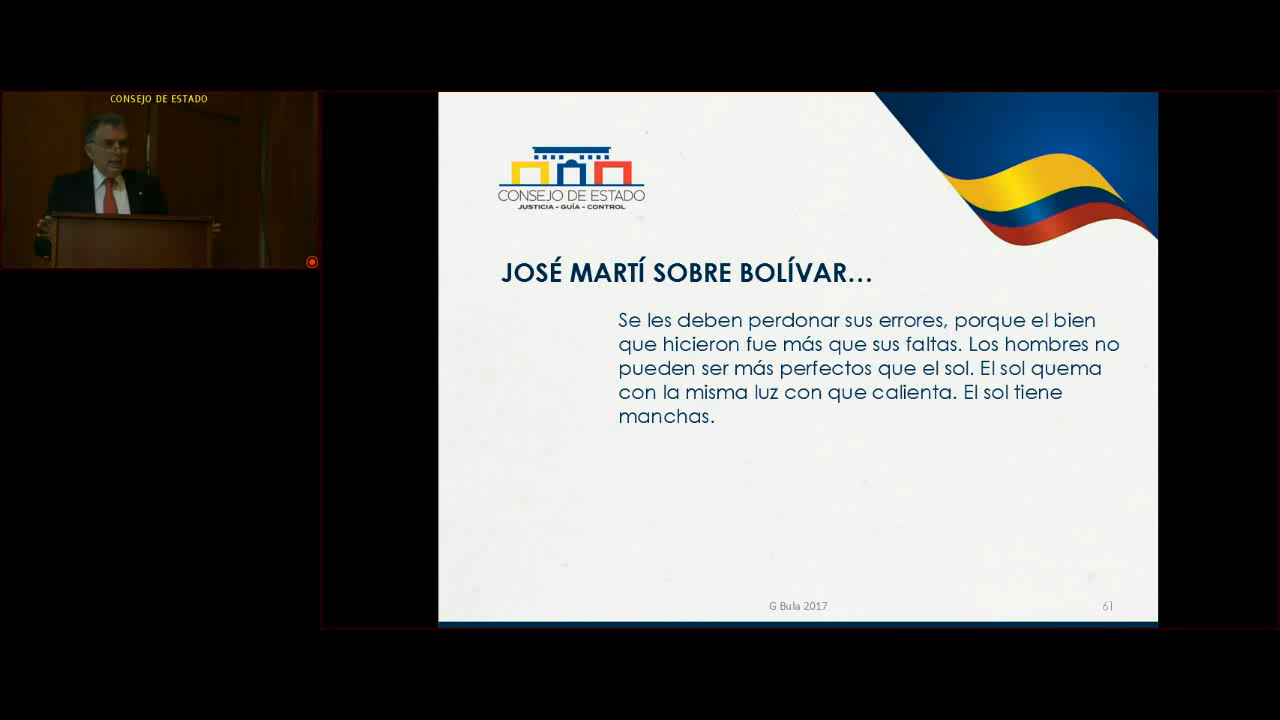 CONSEJO DE ESTADO
CONSEJO DE ESTADO
JUSTICIA - GUÍA - CONTROL
JOSÉ MARTÍ SOBRE BOLÍVAR…
Se les deben perdonar sus errores, porque el bien
que hicieron fue más que sus faltas. Los hombres no
pueden ser más perfectos que el sol. El sol quema
con la misma luz con que calienta. El sol tiene
manchas.
G Bula 2017
61